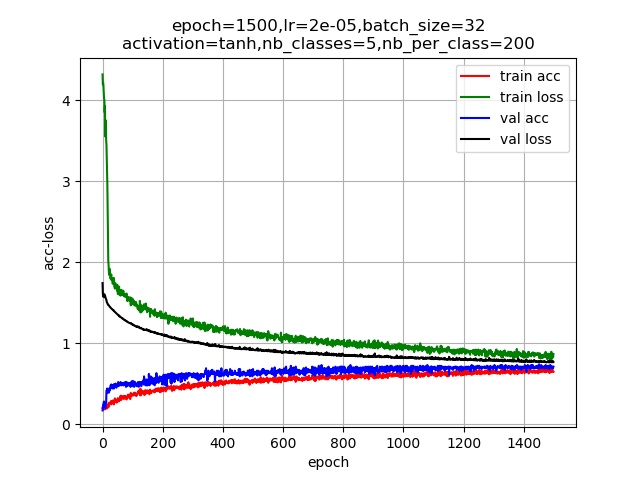 epoch=1500,lr=2e-05,batch_size=32
activation=tanh,nb_classes=5,nb_per_class=200
train acc
train loss
val acc
val loss
4
3
2
1
0
acc-loss
0 200 400 600 800 1000 1200 1400
epoch